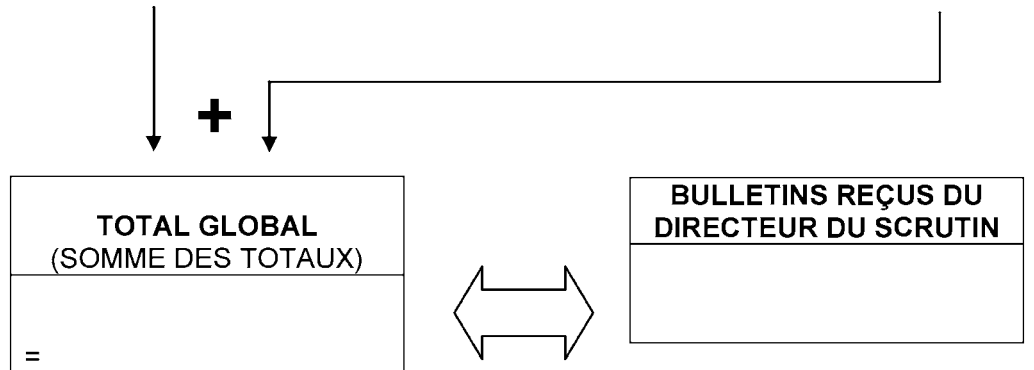 +
TOTAL GLOBAL
(SOMME DES TOTAUX)
=
BULLETINS REÇUS DU
DIRECTEUR DU SCRUTIN